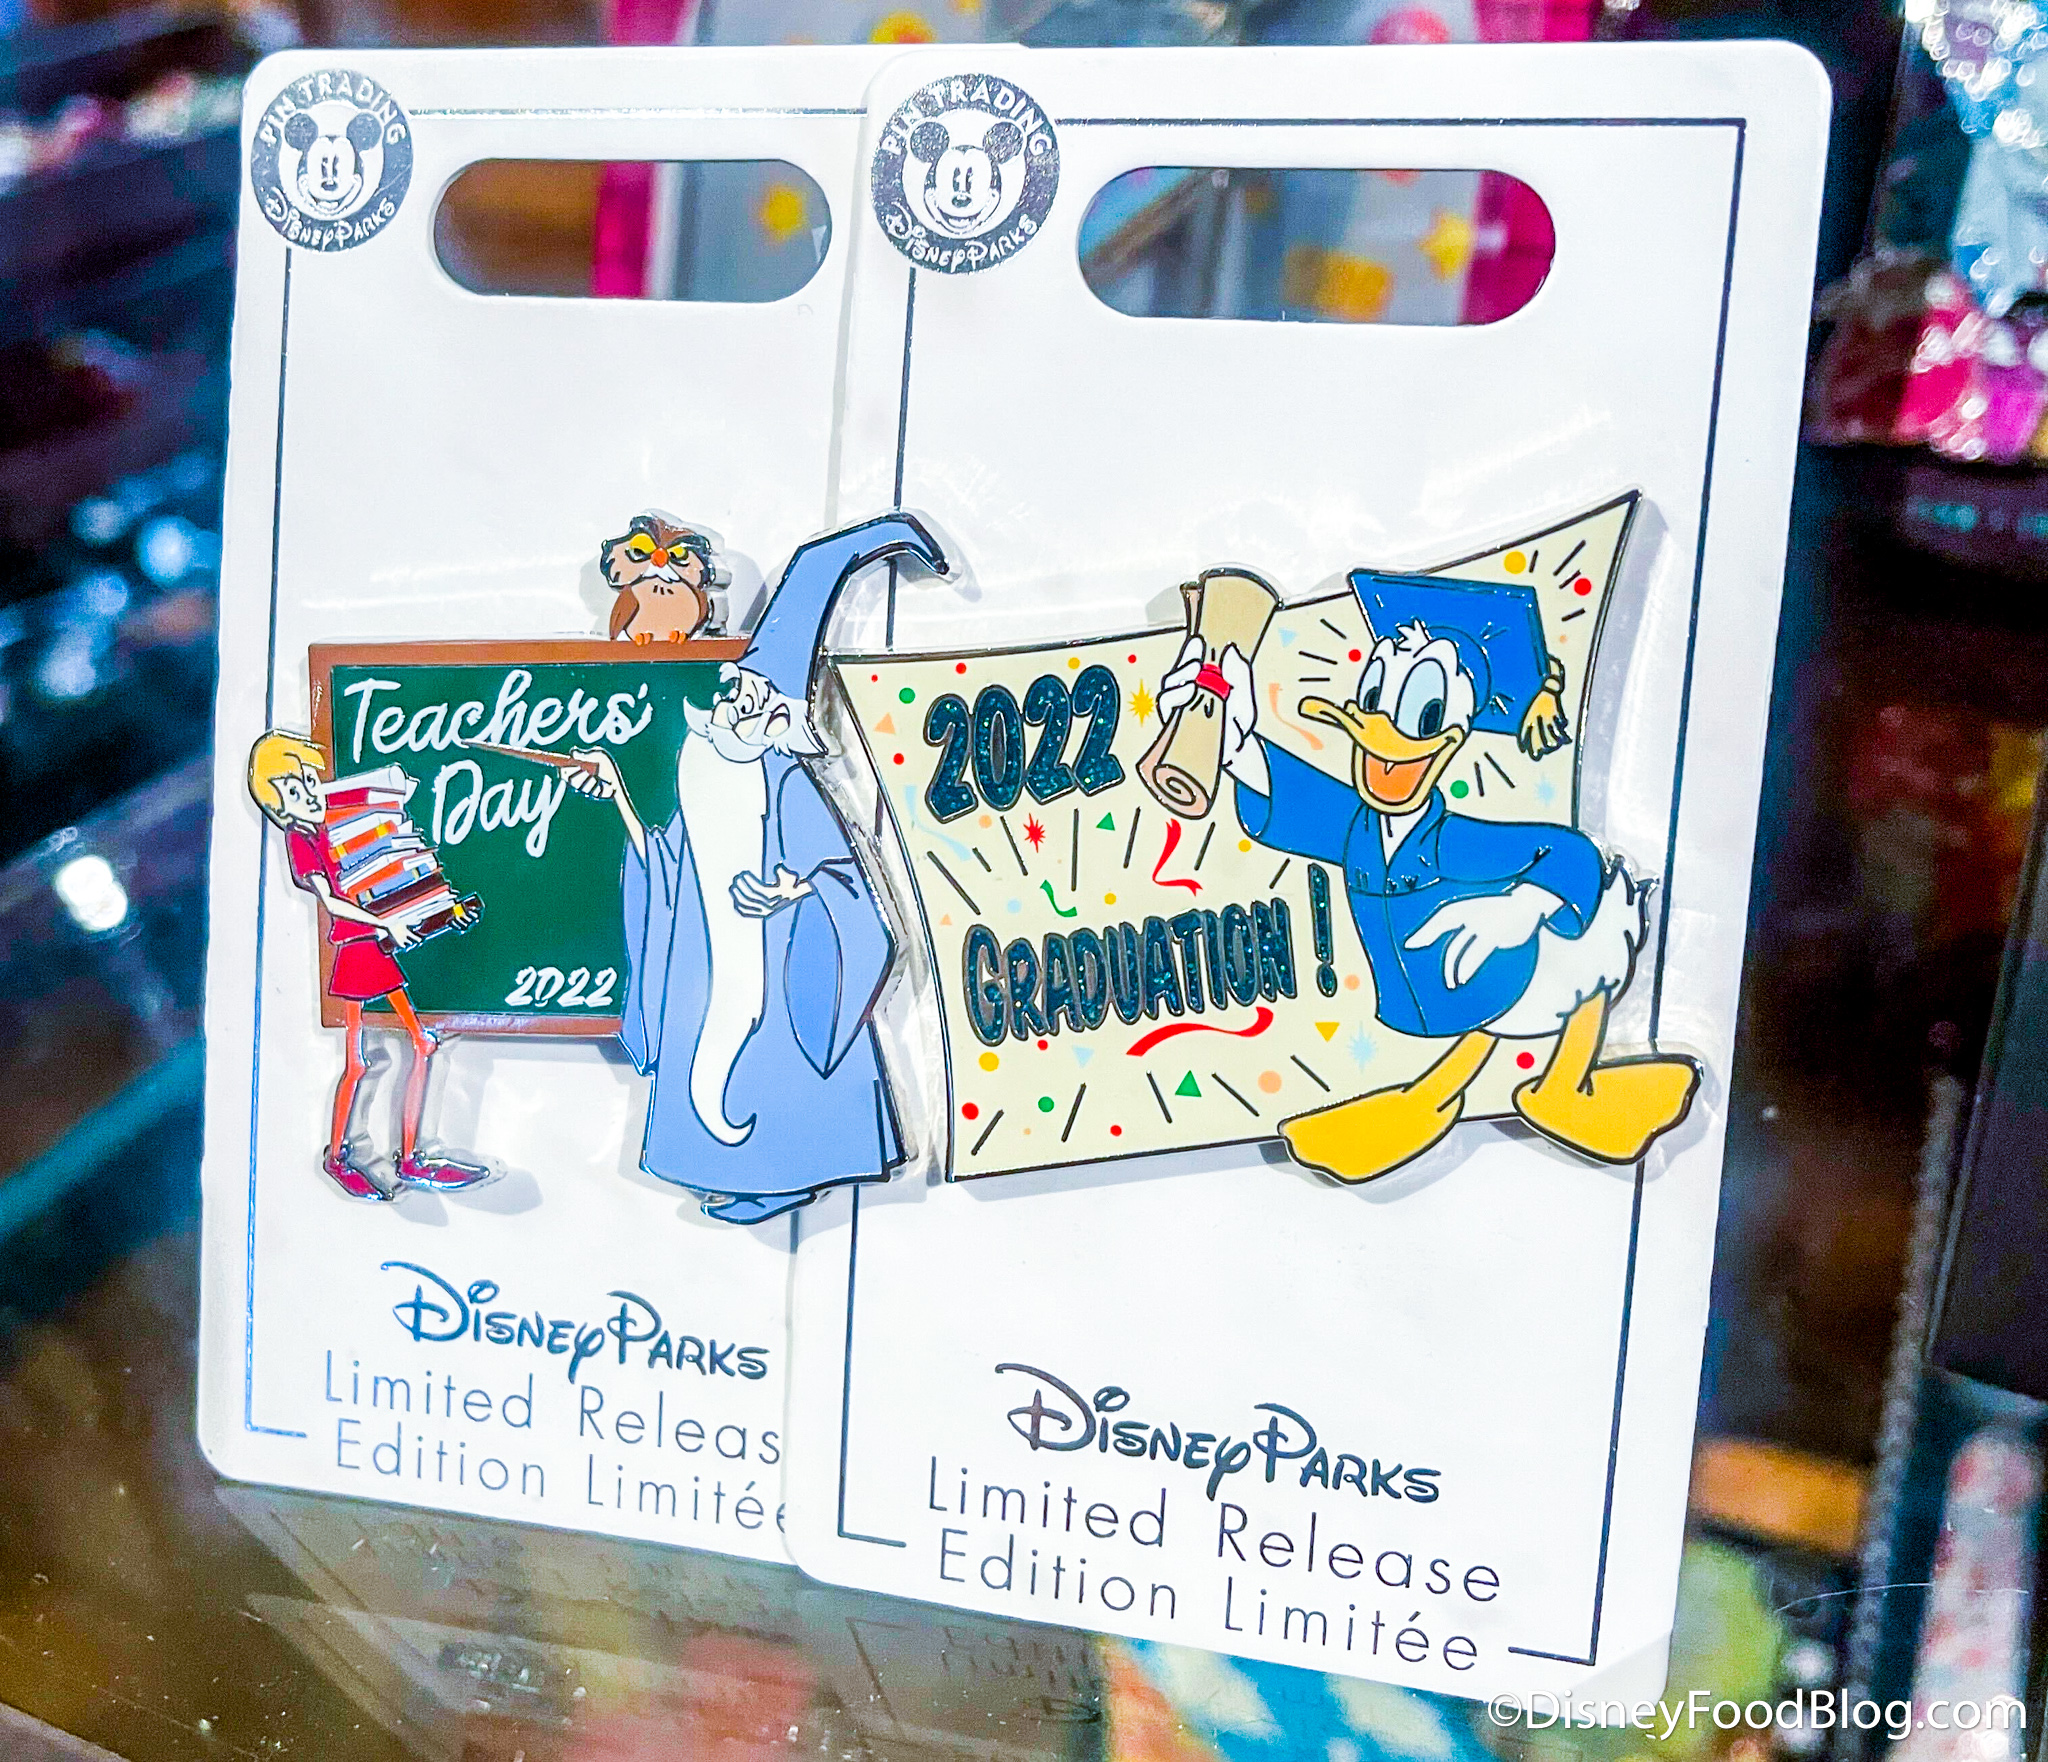 PIN TRADING
DISNEY PARKS
Teachers'
Day
2022
DISNEY PARKS
Limited Releas
Edition Limitée
PIN TRADING
DISNEY PARKS
2022
GRADUATION!
DISNEY PARKS
Limited Release
Edition Limitée
©DisneyFoodBlog.com